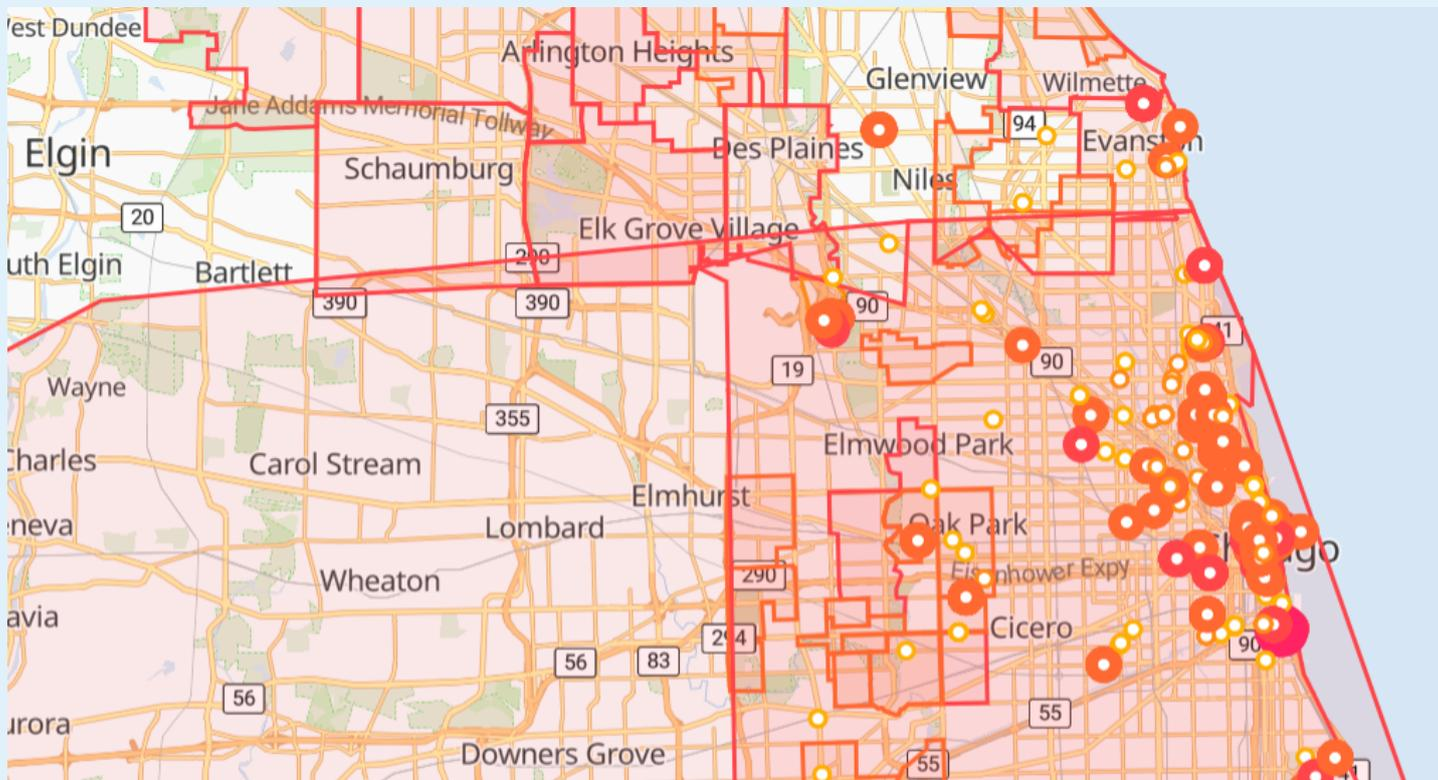 est Dundee
Arlington Heights
Glenview
Wilmette
Jane Addams Memorial Tollway
94
Evanston
Elgin
Des Plaines
Schaumburg
Niles
20
Elk Grove Village
290
uth Elgin
Bartlett
390
390
90
41
19
90
Wayne
355
Elmwood Park
Charles
Carol Stream
Elmhurst
eneva
Lombard
Oak Park
Chicago
Wheaton
290
Eisenhower Expy
avia
Cicero
294
56
83
90
56
55
urora
Downers Grove
55
41